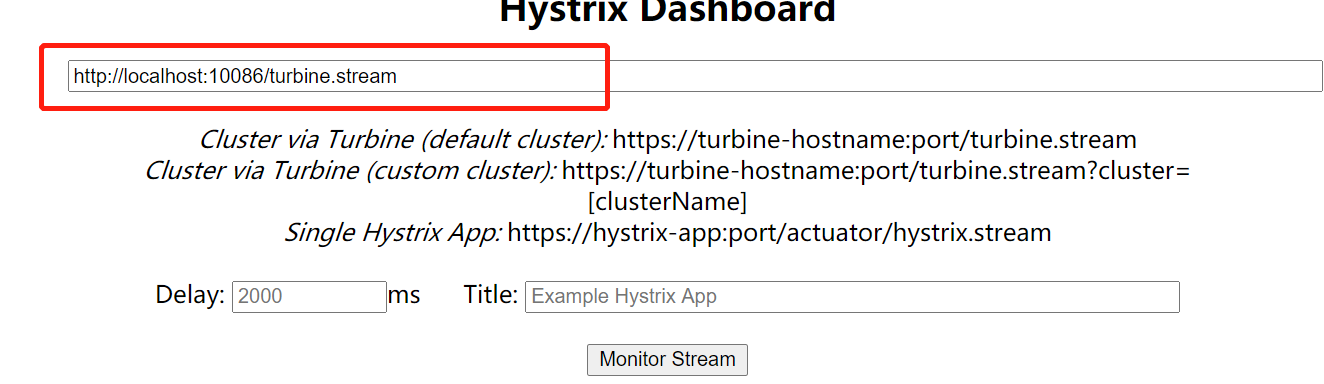 Hystrix Dashboard
http://localhost:10086/turbine.stream
Cluster via Turbine (default cluster): https://turbine-hostname:port/turbine.stream
Cluster via Turbine (custom cluster): https://turbine-hostname:port/turbine.stream?cluster=
[clusterName]
Single Hystrix App: https://hystrix-app:port/actuator/hystrix.stream
Delay: 2000 ms Title: Example Hystrix App
Monitor Stream